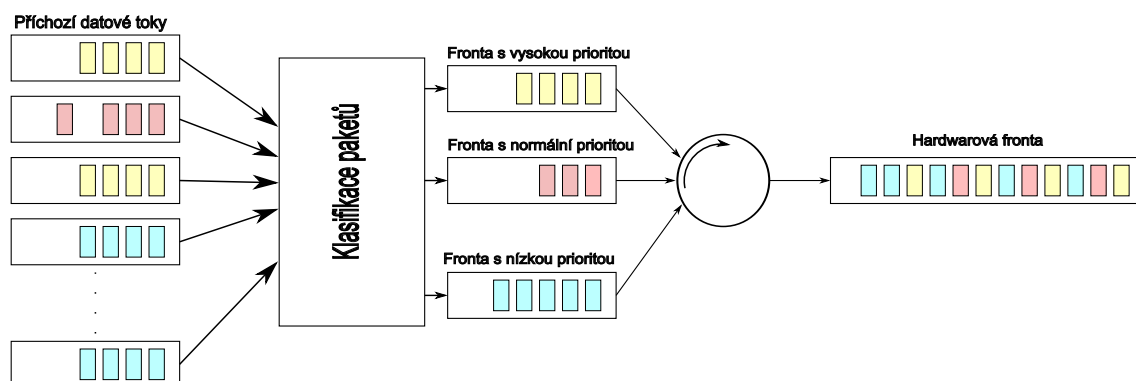 Příchozí datové toky
Klasifikace paketů
Fronta s vysokou prioritou
Fronta s normální prioritou
Fronta s nízkou prioritou
Hardwarová fronta